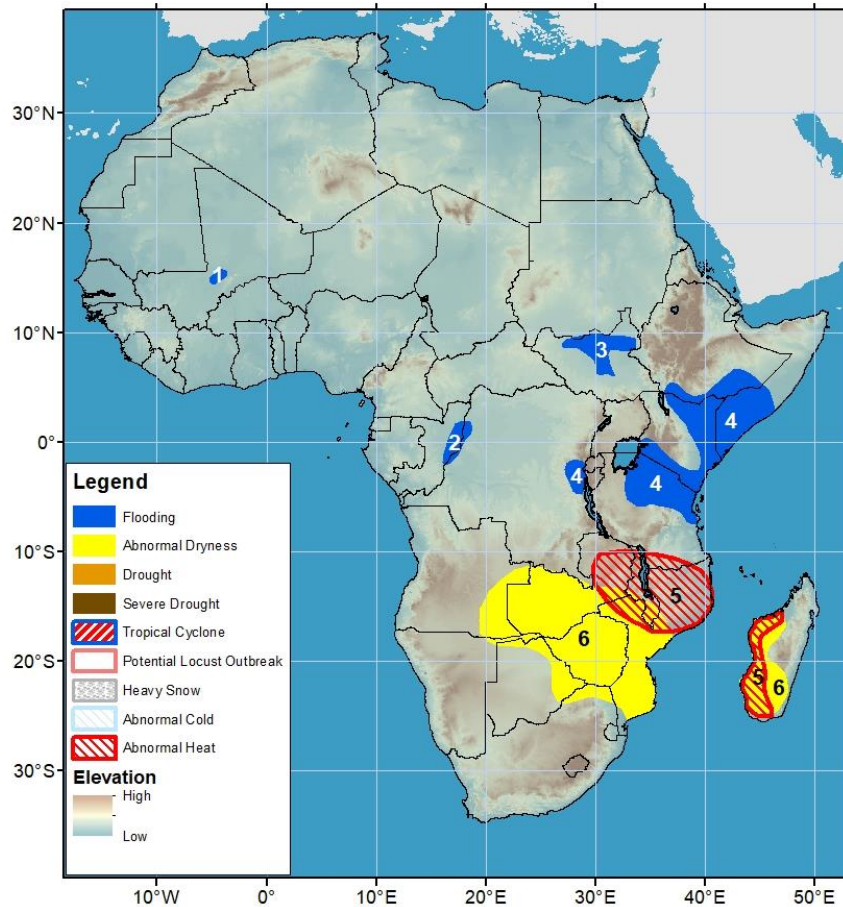 30°N
20°N
1
10°N
3
4
0°
2
4
4
Legend
Flooding
Abnormal Dryness
Drought
Severe Drought
Tropical Cyclone
Potential Locust Outbreak
Heavy Snow
Abnormal Cold
Abnormal Heat
Elevation
High
Low
10°S
5
6
20°S
5
6
30°S
10°W
0°
10°E
20°E
30°E
40°E
50°E